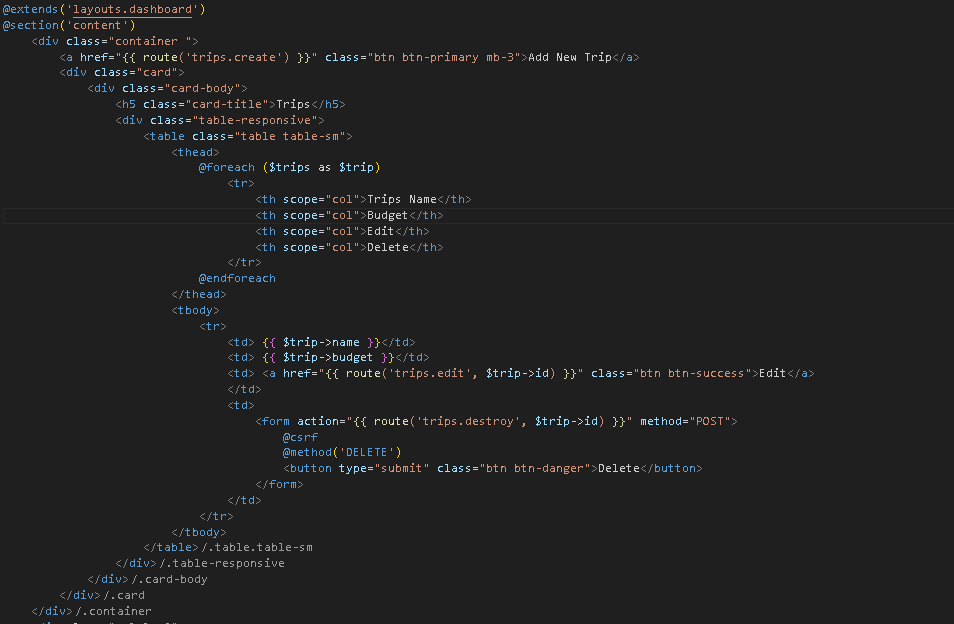 @extends('layouts.dashboard')
@section('content')
    <div class="container ">
        <a href="{{ route('trips.create') }}" class="btn btn-primary mb-3">Add New Trip</a>
        <div class="card">
            <div class="card-body">
                <h5 class="card-title">Trips</h5>
                <div class="table-responsive">
                    <table class="table table-sm">
                        <thead>
                            @foreach ($trips as $trip)
                                <tr>
                                    <th scope="col">Trips Name</th>
                                    <th scope="col">Budget</th>
                                    <th scope="col">Edit</th>
                                    <th scope="col">Delete</th>
                                </tr>
                            @endforeach
                        </thead>
                        <tbody>
                            <tr>
                                <td> {{ $trip->name }}</td>
                                <td> {{ $trip->budget }}</td>
                                <td> <a href="{{ route('trips.edit', $trip->id) }}" class="btn btn-success">Edit</a>
                                </td>
                                <td>
                                    <form action="{{ route('trips.destroy', $trip->id) }}" method="POST">
                                        @csrf
                                        @method('DELETE')
                                        <button type="submit" class="btn btn-danger">Delete</button>
                                    </form>
                                </td>
                            </tr>
                        </tbody>
                    </table>/.table.table-sm
                </div>/.table-responsive
            </div>/.card-body
        </div>/.card
    </div>/.container